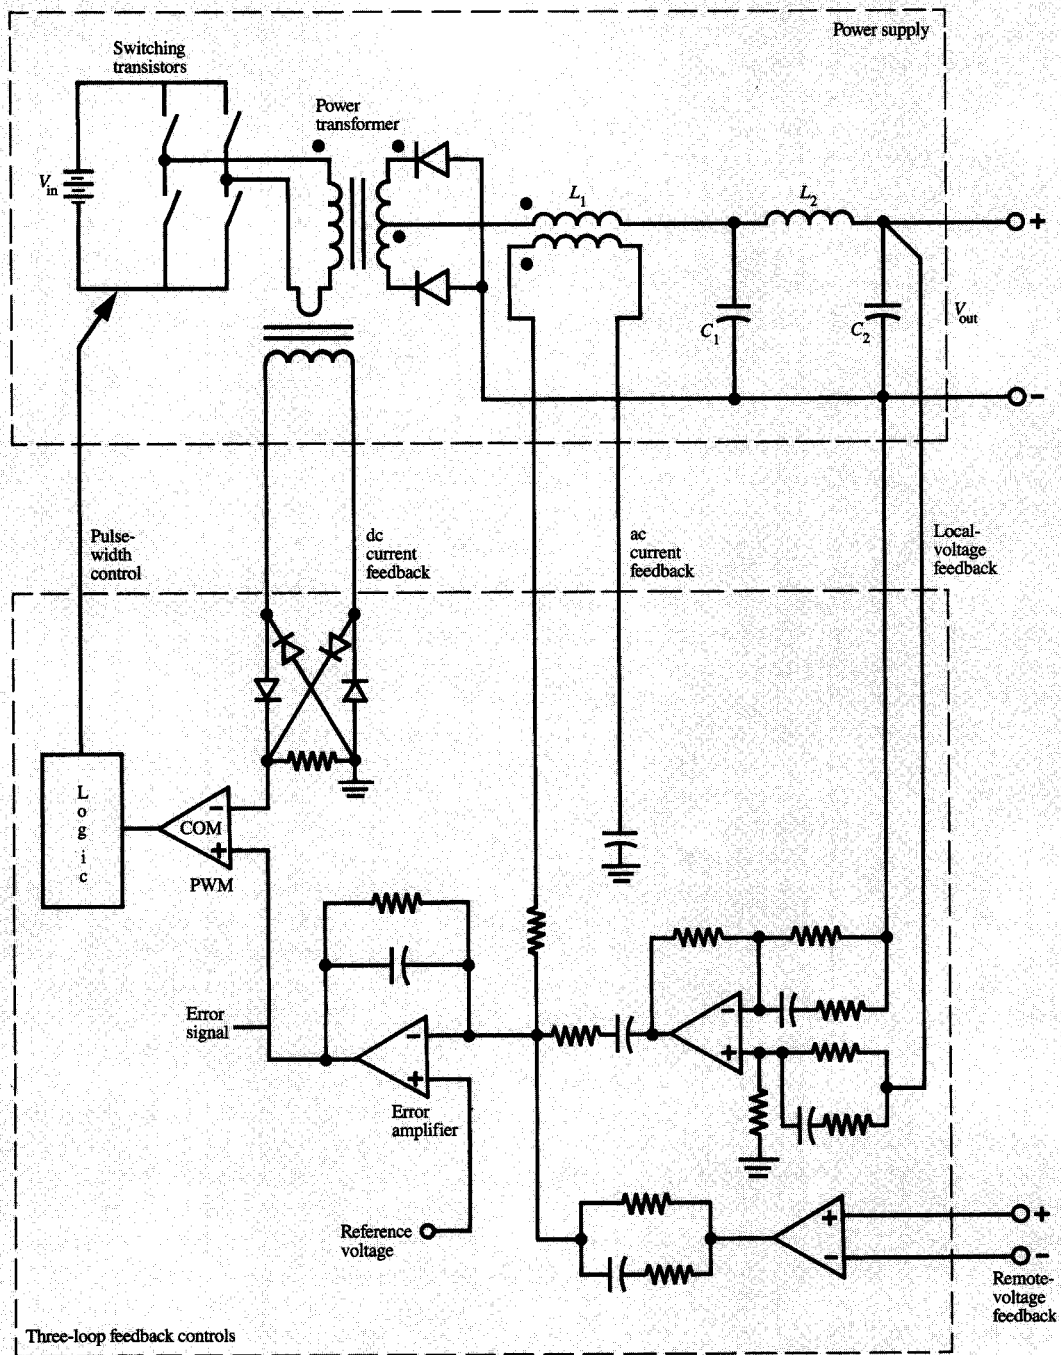 Power supply
Switching
transistors
Power
transformer
V
in
L
1
L
2
C
1
C
2
V
out
+
−
Pulse-
width
control
dc
current
feedback
ac
current
feedback
Local-
voltage
feedback
Logic
−
COM
+
PWM
Error
signal
−
+
Error
amplifier
−
+
Reference
voltage
+
−
+
−
Remote-
voltage
feedback
Three-loop feedback controls